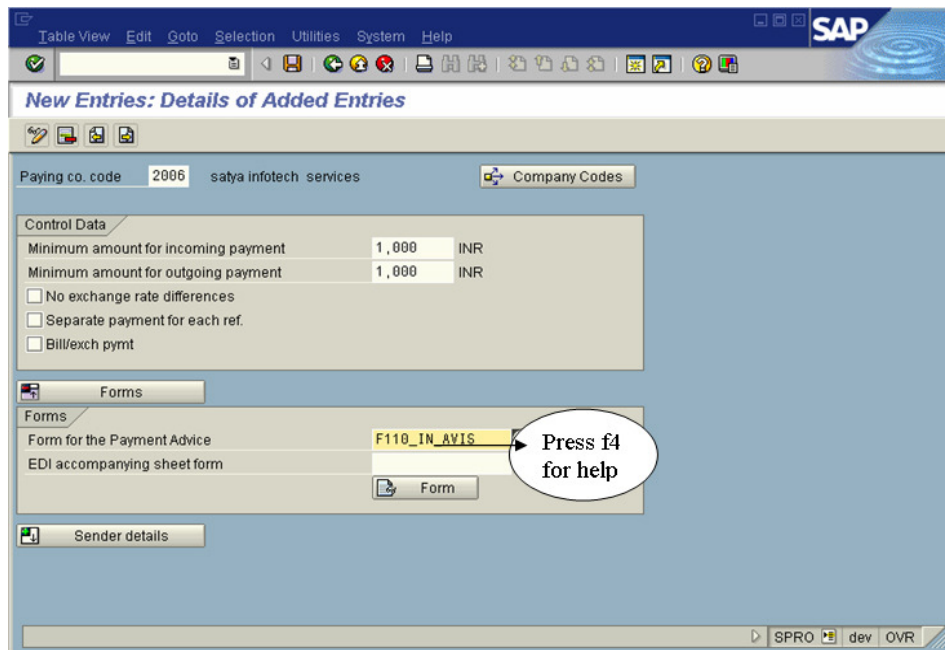 Table View Edit Goto Selection Utilities System Help
SAP
New Entries: Details of Added Entries
Paying co. code 2006 satya infotech services Company Codes
Control Data
Minimum amount for incoming payment 1,000 INR
Minimum amount for outgoing payment 1,000 INR
No exchange rate differences
Separate payment for each ref.
Bill/exch pymt
Forms
Forms
Form for the Payment Advice F110_IN_AVIS
Press f4
for help
EDI accompanying sheet form
Form
Sender details
SPRO dev OVR